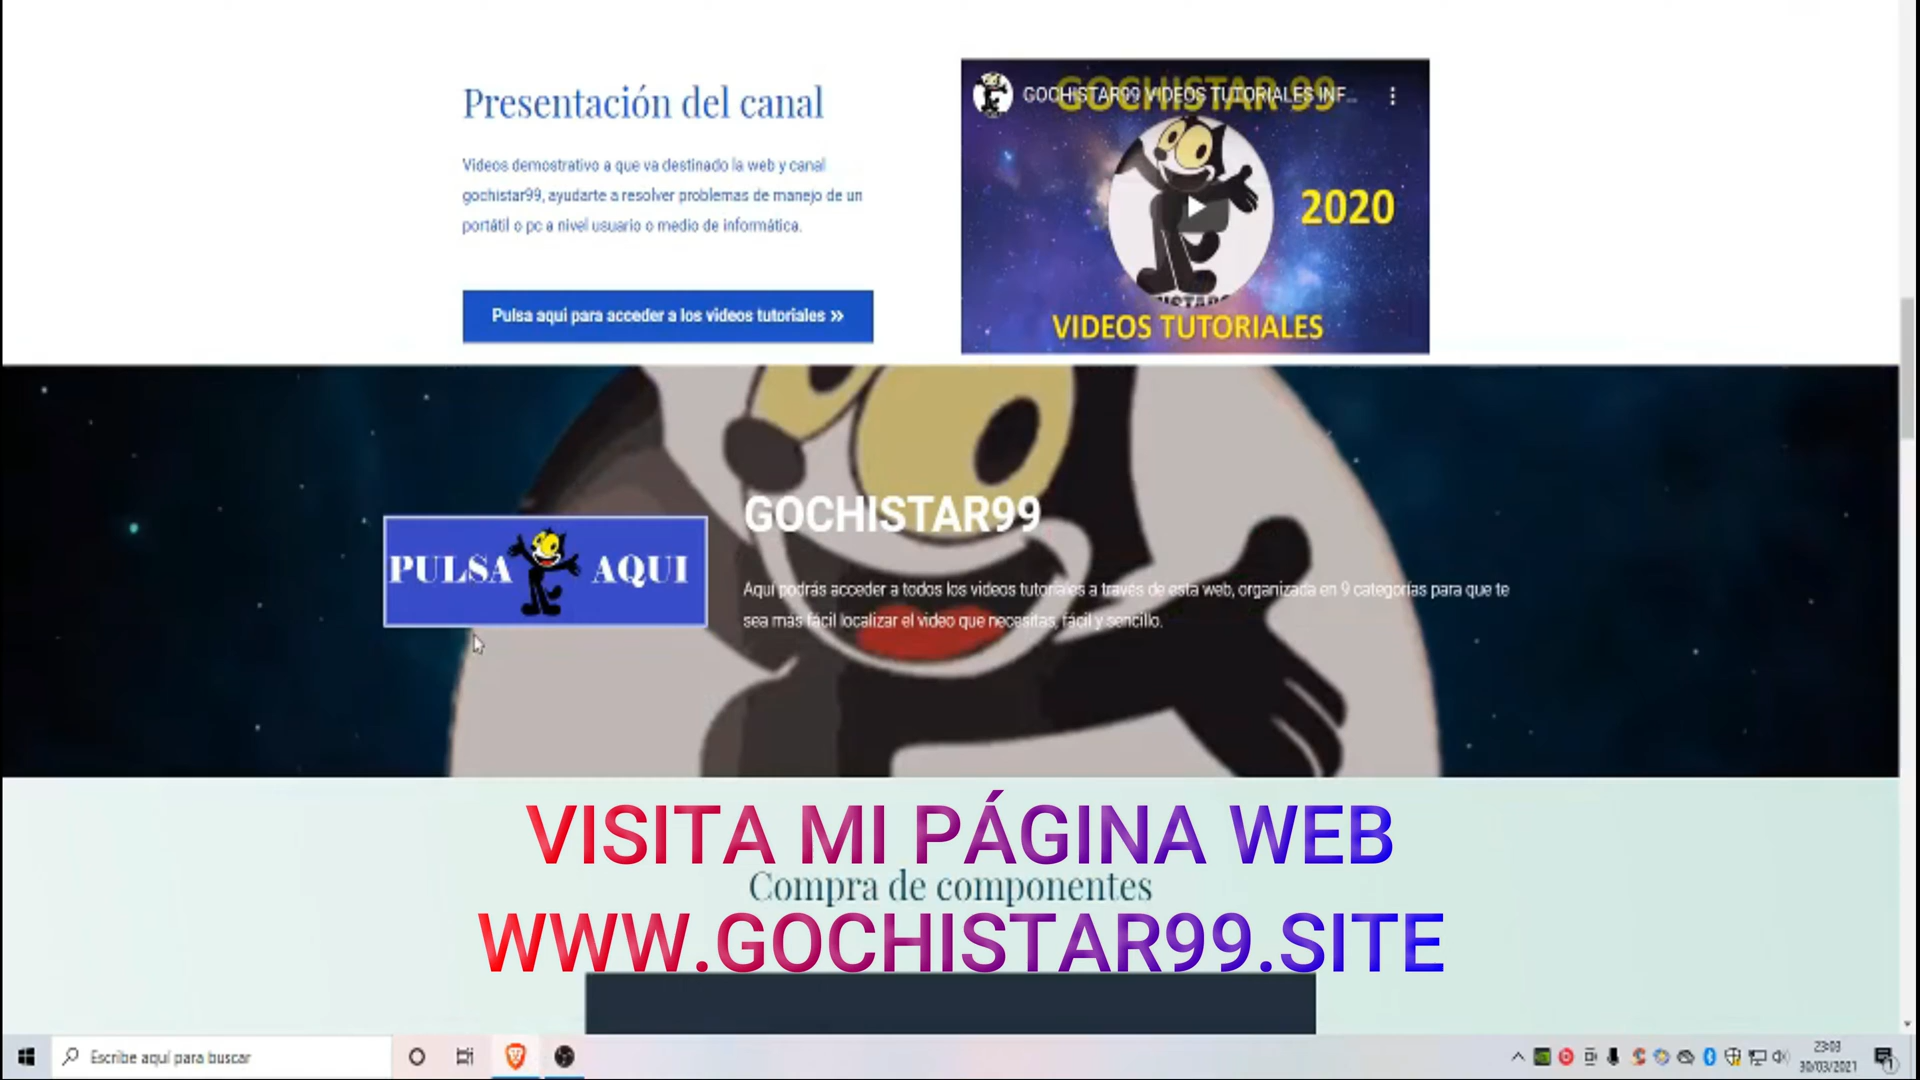 Presentación del canal
Videos demostrativo a que va destinado la web y canal
gochistar99, ayudarte a resolver problemas de manejo de un
portátil o pc a nivel usuario o medio de informática.
Pulsa aqui para acceder a los videos tutoriales »
GOCHISTAR 99
GOCHISTAR99 VIDEOS TUTORIALES INF...
2020
VIDEOS TUTORIALES
PULSA AQUI
GOCHISTAR99
Aquí podrás acceder a todos los videos tutoriales a través de esta web, organizada en 9 categorías para que te
sea más fácil localizar el video que necesitas, fácil y sencillo.
VISITA MI PÁGINA WEB
Compra de componentes
WWW.GOCHISTAR99.SITE
Escribe aquí para buscar
23:03
30/03/2021
1